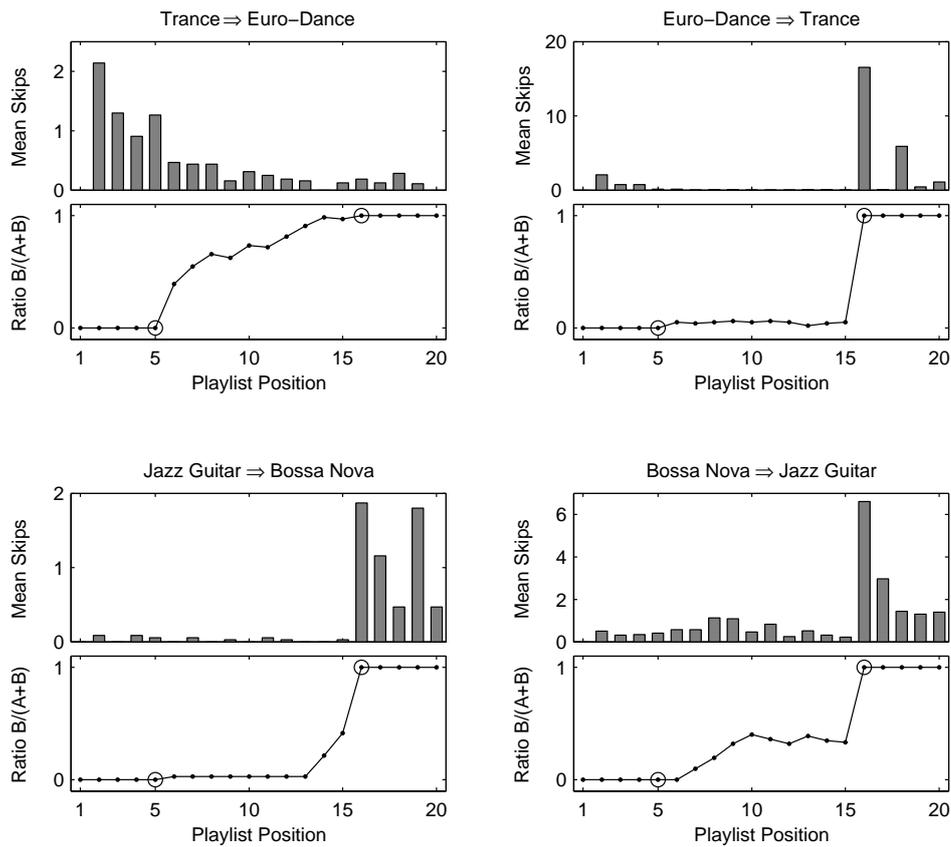 Trance ⇒ Euro−Dance
Mean Skips
2
1
0
Ratio B/(A+B)
1
0
1 5 10 15 20
Playlist Position
Euro−Dance ⇒ Trance
Mean Skips
20
10
0
Ratio B/(A+B)
1
0
1 5 10 15 20
Playlist Position
Jazz Guitar ⇒ Bossa Nova
Mean Skips
2
1
0
Ratio B/(A+B)
1
0
1 5 10 15 20
Playlist Position
Bossa Nova ⇒ Jazz Guitar
Mean Skips
6
4
2
0
Ratio B/(A+B)
1
0
1 5 10 15 20
Playlist Position